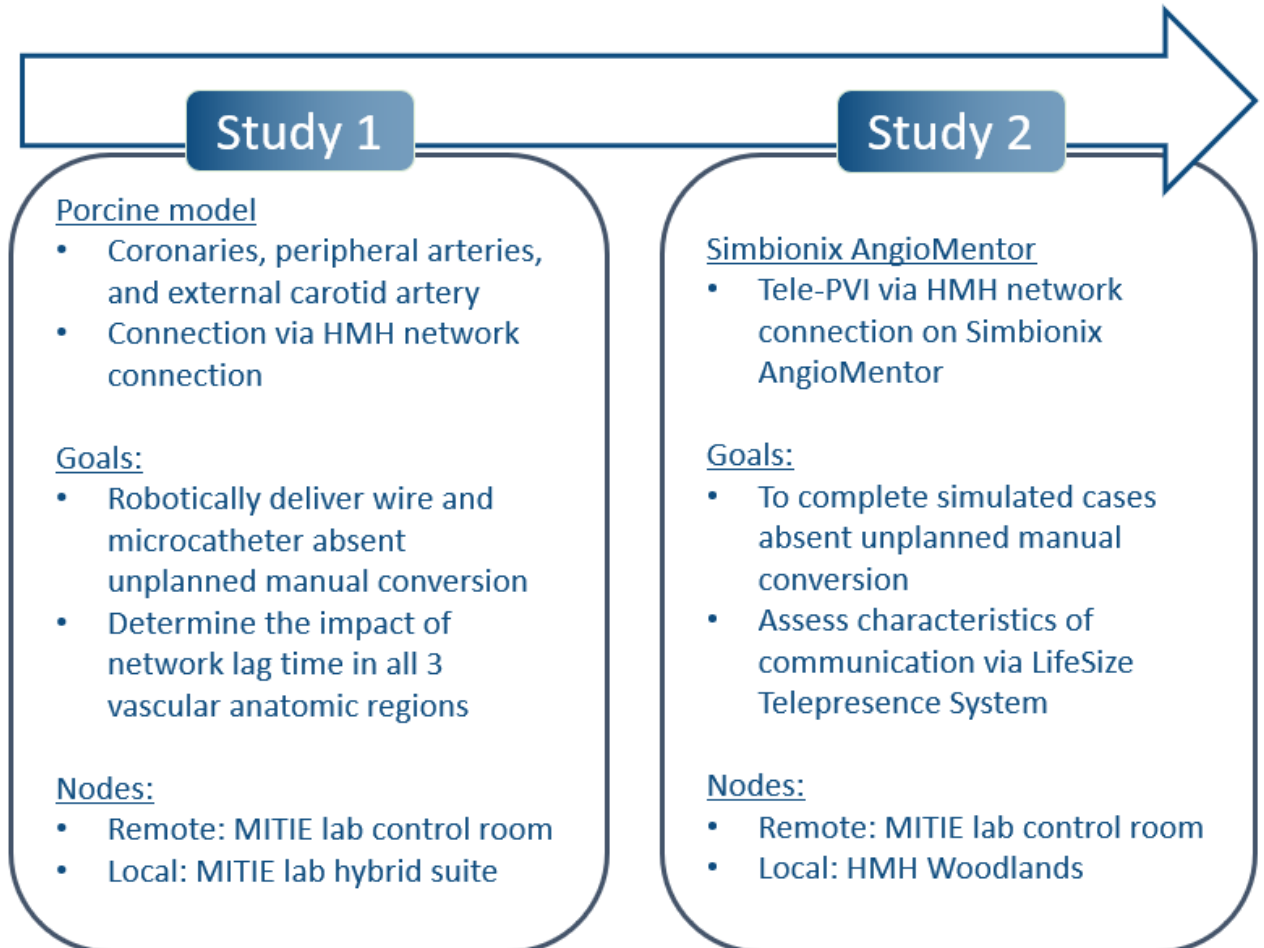 Study 1
Porcine model
• Coronaries, peripheral arteries,
and external carotid artery
• Connection via HMH network
connection
Goals:
• Robotically deliver wire and
microcatheter absent
unplanned manual conversion
• Determine the impact of
network lag time in all 3
vascular anatomic regions
Nodes:
• Remote: MITIE lab control room
• Local: MITIE lab hybrid suite
Study 2
Simbionix AngioMentor
• Tele-PVI via HMH network
connection on Simbionix
AngioMentor
Goals:
• To complete simulated cases
absent unplanned manual
conversion
• Assess characteristics of
communication via LifeSize
Telepresence System
Nodes:
• Remote: MITIE lab control room
• Local: HMH Woodlands